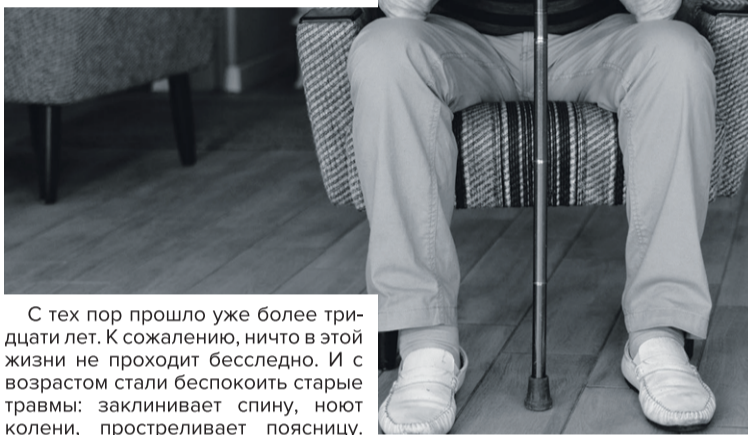 С тех пор прошло уже более три-
дцати лет. К сожалению, ничто в этой
жизни не проходит бесследно. И с
возрастом стали беспокоить старые
травмы: заклинивает спину, ноют
колени, простреливает поясницу.